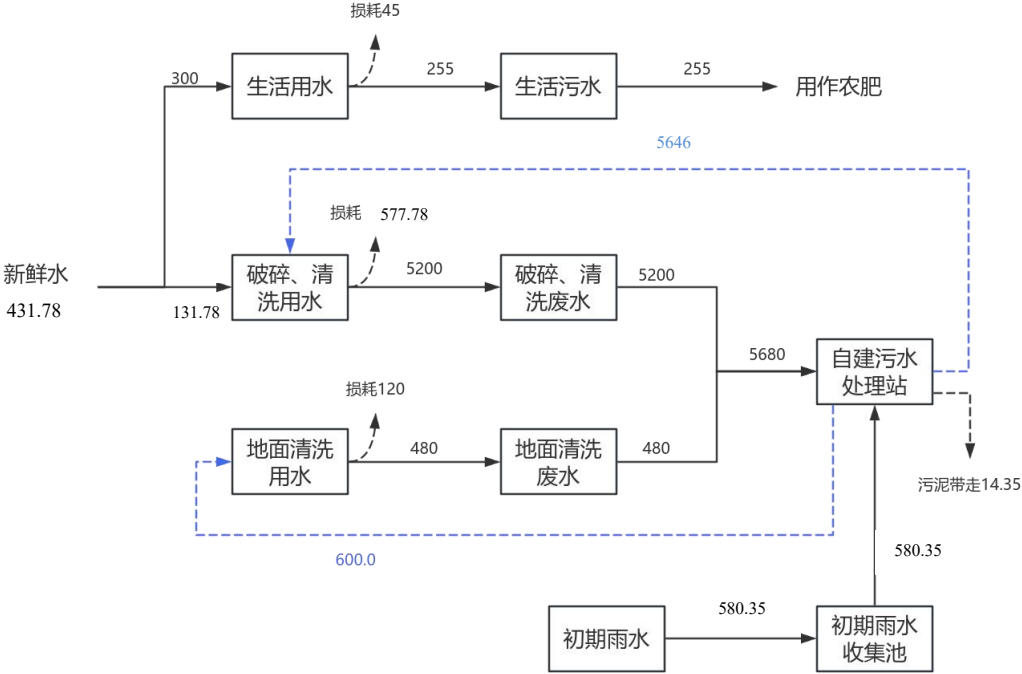 损耗45
300
生活用水
255
生活污水
255
用作农肥
5646
损耗 577.78
新鲜水
431.78
131.78
破碎、清
洗用水
5200
破碎、清
洗废水
5200
5680
自建污水
处理站
损耗120
地面清洗
用水
480
地面清洗
废水
480
污泥带走14.35
600.0
580.35
初期雨水
580.35
初期雨水
收集池